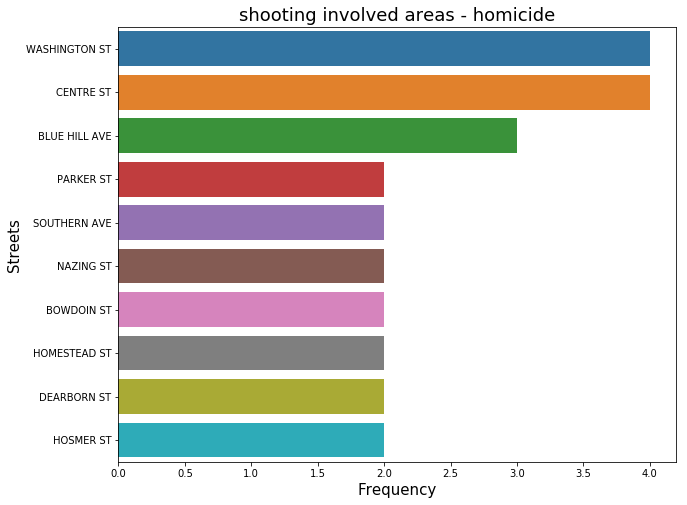 shooting involved areas - homicide
Streets
WASHINGTON ST
CENTRE ST
BLUE HILL AVE
PARKER ST
SOUTHERN AVE
NAZING ST
BOWDOIN ST
HOMESTEAD ST
DEARBORN ST
HOSMER ST
0.0 0.5 1.0 1.5 2.0 2.5 3.0 3.5 4.0
Frequency